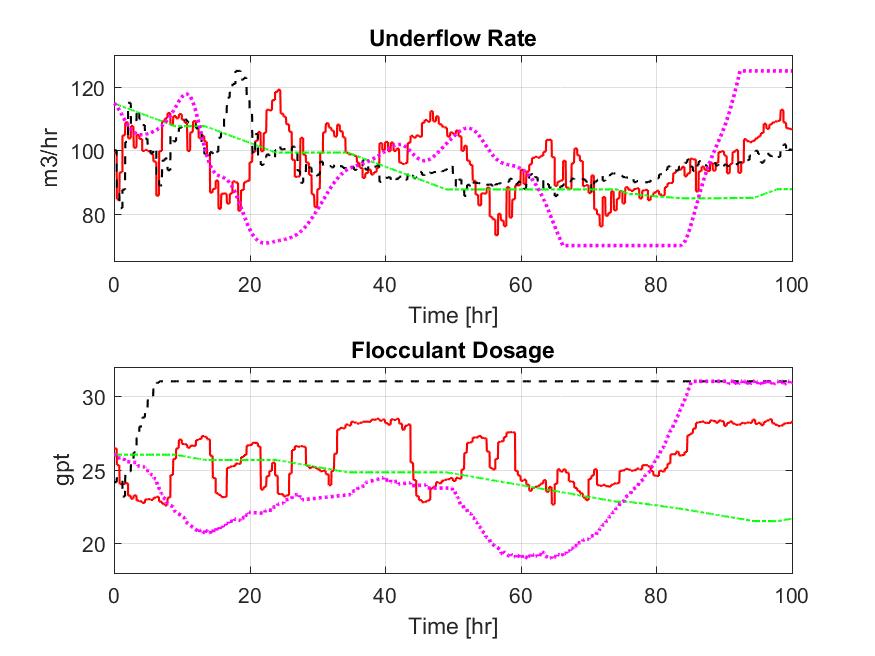 Underflow Rate
120
100
80
m3/hr
0 20 40 60 80 100
Time [hr]
Flocculant Dosage
30
25
20
gpt
0 20 40 60 80 100
Time [hr]